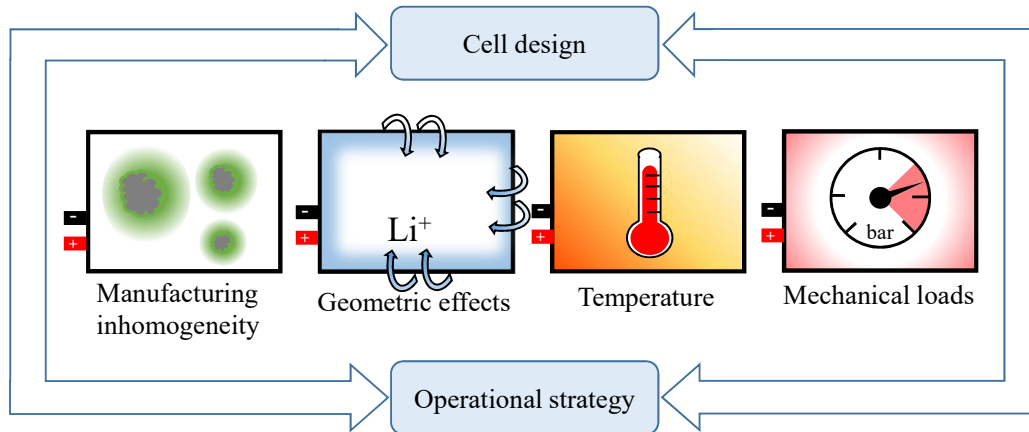 Cell design
-
+
Manufacturing
inhomogeneity
-
+
Li⁺
Geometric effects
-
+
Temperature
-
+
bar
Mechanical loads
Operational strategy